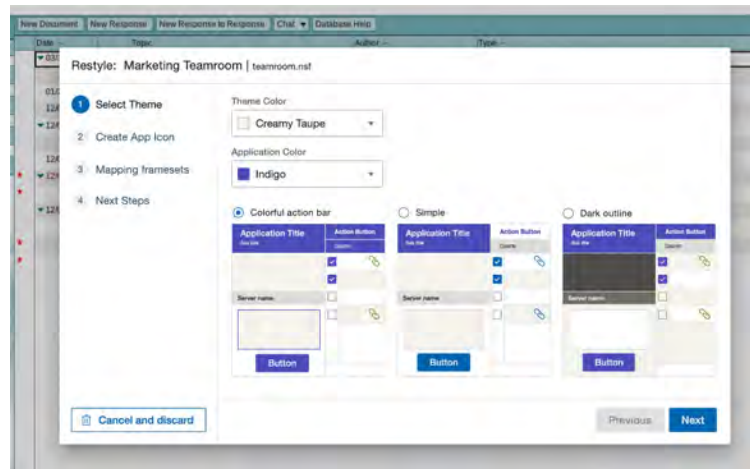 New Document New Response New Response to Response Chat Database Help
Date Topic Author Type
Restyle: Marketing Teamroom | teamroom.nsf
1 Select Theme
2 Create App Icon
3 Mapping framesets
4 Next Steps
Theme Color
Creamy Taupe
Application Color
Indigo
Colorful action bar
Simple
Dark outline
Application Title Action Button
Server name
Button
Application Title Action Button
Server name
Button
Application Title Action Button
Server name
Button
Cancel and discard
Previous Next